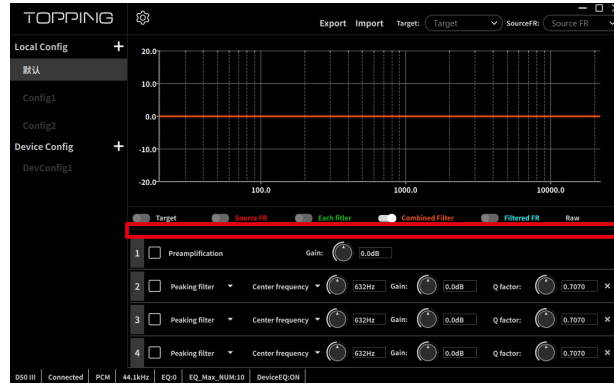 TOPPING
Export Import Target: Target SourceFR: Source FR
Local Config +
默认
Config1
Config2
Device Config +
DevConfig1
20.0
10.0
0.0
-10.0
-20.0
100.0 1000.0 10000.0
Target Source FR Each fitler Combined Filter Filtered FR Raw
1 Preamplification Gain: 0.0dB
2 Peaking filter Center frequency 632Hz Gain: 0.0dB Q factor: 0.7070 ×
3 Peaking filter Center frequency 632Hz Gain: 0.0dB Q factor: 0.7070 ×
4 Peaking filter Center frequency 632Hz Gain: 0.0dB Q factor: 0.7070 ×
D50 III Connected PCM 44.1kHz EQ:0 EQ_Max_NUM:10 DeviceEQ:ON